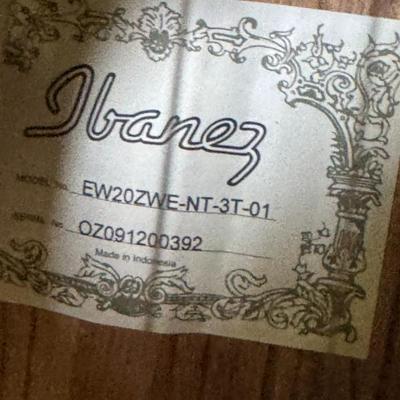 Ibanez
MODEL No. EW20ZWE-NT-3T-01
SERIAL No. OZ091200392
Made in Indonesia